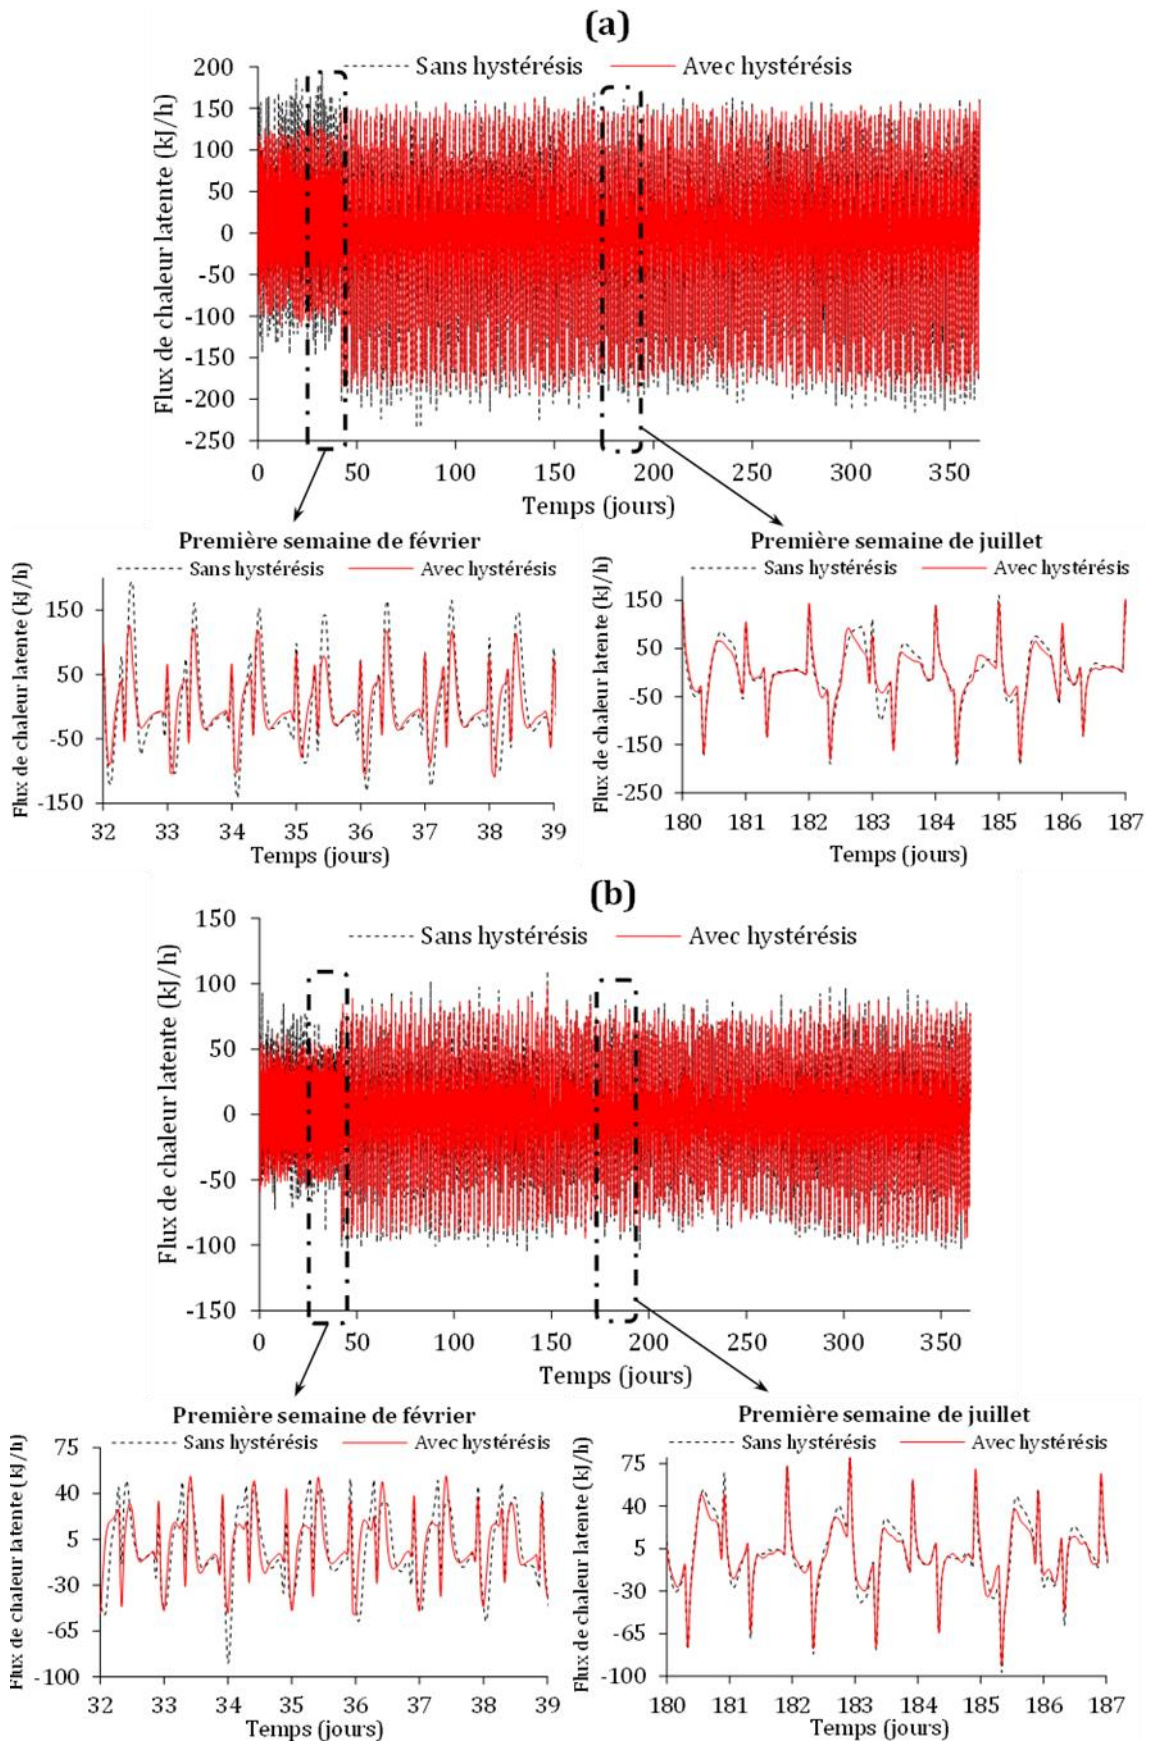 (a)
Sans hystérésis Avec hystérésis
Flux de chaleur latente (kJ/h)
200
150
100
50
0
-50
-100
-150
-200
-250
0 50 100 150 200 250 300 350
Temps (jours)
Première semaine de février
Sans hystérésis Avec hystérésis
Flux de chaleur latente (kJ/h)
150
50
-50
-150
32 33 34 35 36 37 38 39
Temps (jours)
Première semaine de juillet
Sans hystérésis Avec hystérésis
Flux de chaleur latente (kJ/h)
150
50
-50
-150
-250
180 181 182 183 184 185 186 187
Temps (jours)
(b)
Sans hystérésis Avec hystérésis
Flux de chaleur latente (kJ/h)
150
100
50
0
-50
-100
-150
0 50 100 150 200 250 300 350
Temps (jours)
Première semaine de février
Sans hystérésis Avec hystérésis
Flux de chaleur latente (kJ/h)
75
40
5
-30
-65
-100
32 33 34 35 36 37 38 39
Temps (jours)
Première semaine de juillet
Sans hystérésis Avec hystérésis
Flux de chaleur latente (kJ/h)
75
40
5
-30
-65
-100
180 181 182 183 184 185 186 187
Temps (jours)